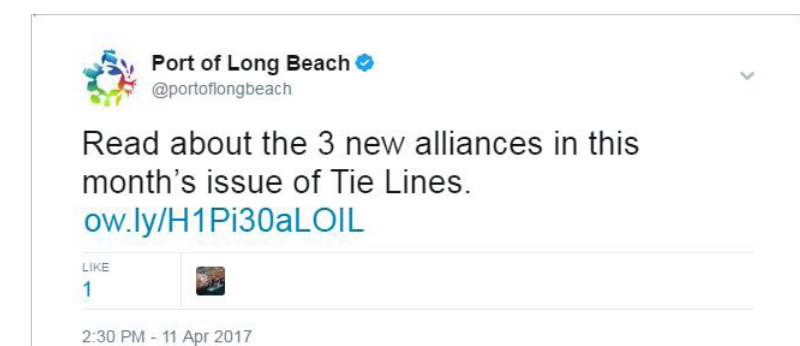 Port of Long Beach
@portoflongbeach
Read about the 3 new alliances in this
month's issue of Tie Lines.
ow.ly/H1Pi30aLOIL
LIKE
1
2:30 PM - 11 Apr 2017